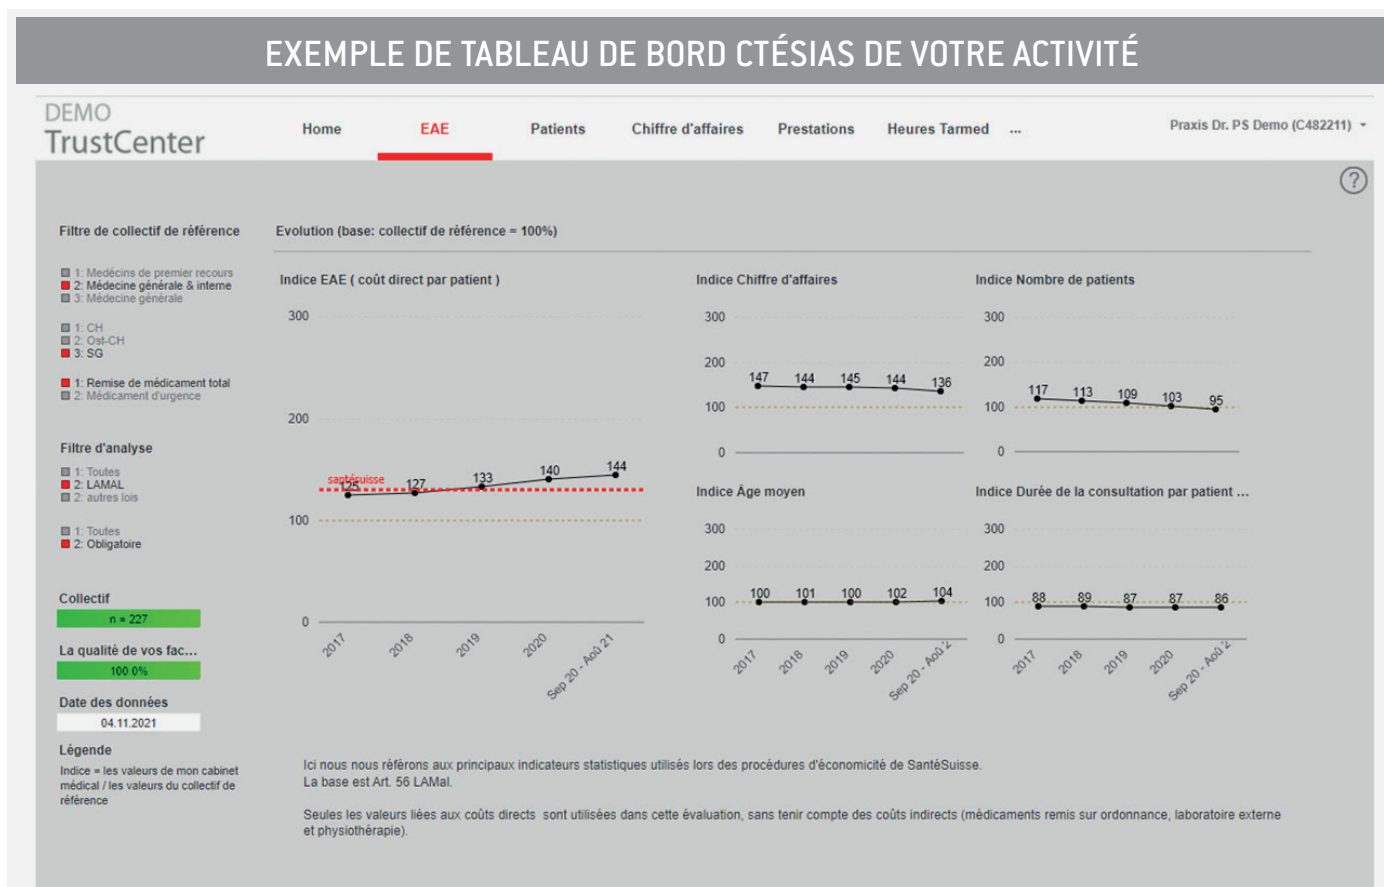 EXEMPLE DE TABLEAU DE BORD CTÉSIAS DE VOTRE ACTIVITÉ
DEMO
TrustCenter
Home EAE Patients Chiffre d'affaires Prestations Heures Tarmed ...
Praxis Dr. PS Demo (C482211)
?
Filtre de collectif de référence
1: Medécins de premier recours
2: Médecine générale & interne
3: Médecine générale
1: CH
2: Ost-CH
3: SG
1: Remise de médicament total
2: Médicament d'urgence
Filtre d'analyse
1: Toutes
2: LAMAL
2: autres lois
1: Toutes
2: Obligatoire
Collectif
n = 227
La qualité de vos fac...
100.0%
Date des données
04.11.2021
Légende
Indice = les valeurs de mon cabinet
médical / les valeurs du collectif de
référence
Evolution (base: collectif de référence = 100%)
Indice EAE ( coût direct par patient )
300
200
100
0
santésuisse
125 127 133 140 144
2017 2018 2019 2020 Sep 20 - Aoû 21
Indice Chiffre d'affaires
300
200
100
0
147 144 145 144 136
Indice Nombre de patients
300
200
100
0
117 113 109 103 95
Indice Âge moyen
300
200
100
0
100 101 100 102 104
2017 2018 2019 2020 Sep 20 - Aoû 2
Indice Durée de la consultation par patient ...
300
200
100
0
88 89 87 87 86
2017 2018 2019 2020 Sep 20 - Aoû 2
Ici nous nous référons aux principaux indicateurs statistiques utilisés lors des procédures d'économicité de SantéSuisse.
La base est Art. 56 LAMal.
Seules les valeurs liées aux coûts directs sont utilisées dans cette évaluation, sans tenir compte des coûts indirects (médicaments remis sur ordonnance, laboratoire externe
et physiothérapie).